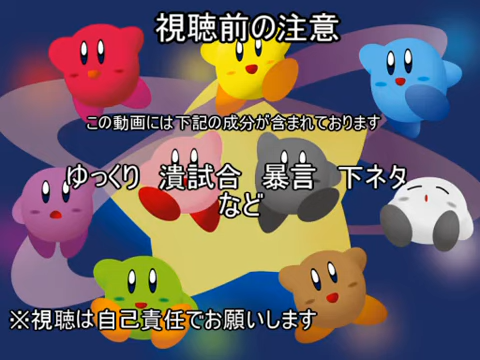 視聴前の注意
この動画には下記の成分が含まれております
ゆっくり　潰試合　暴言　下ネタ
など
※視聴は自己責任でお願いします